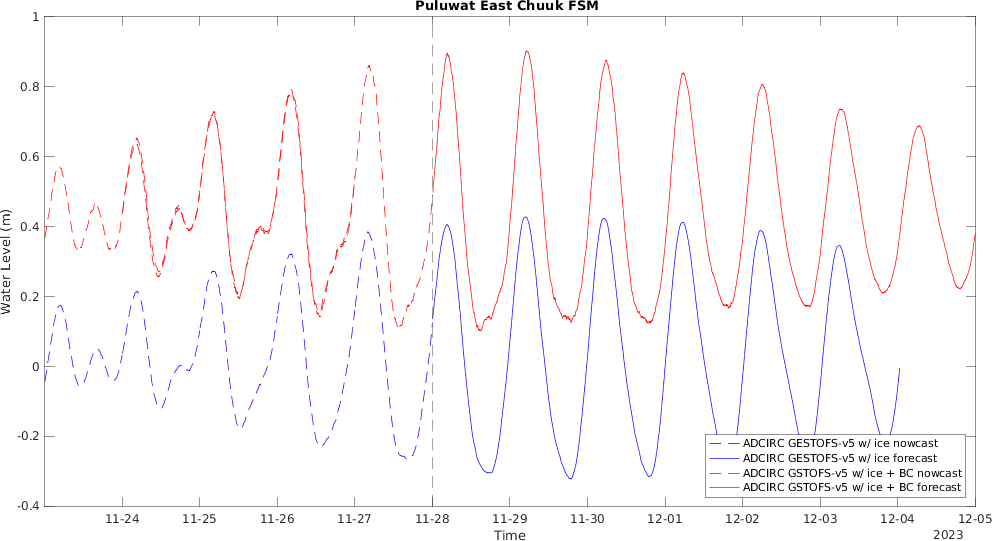 Puluwat East Chuuk FSM
1
0.8
0.6
0.4
0.2
0
-0.2
-0.4
Water Level (m)
ADCIRC GESTOFS-v5 w/ ice nowcast
ADCIRC GESTOFS-v5 w/ ice forecast
ADCIRC GSTOFS-v5 w/ ice + BC nowcast
ADCIRC GSTOFS-v5 w/ ice + BC forecast
11-24 11-25 11-26 11-27 11-28 11-29 11-30 12-01 12-02 12-03 12-04 12-05
Time
2023